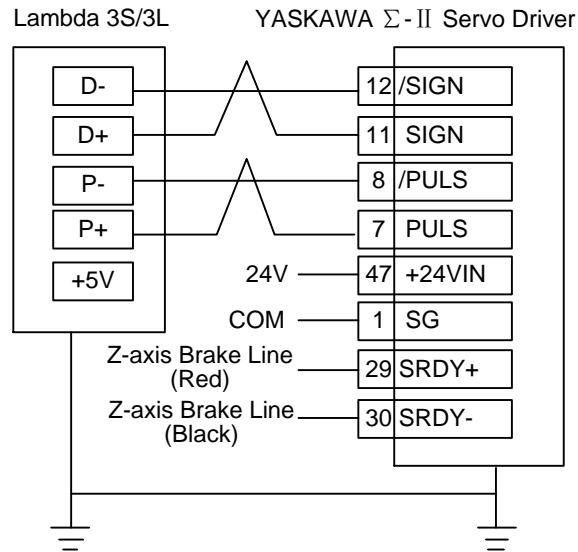 Lambda 3S/3L
YASKAWA Σ-Ⅱ Servo Driver
D- 12 /SIGN
D+ 11 SIGN
P- 8 /PULS
P+ 7 PULS
+5V
24V 47 +24VIN
COM 1 SG
Z-axis Brake Line
(Red)
29 SRDY+
Z-axis Brake Line
(Black)
30 SRDY-